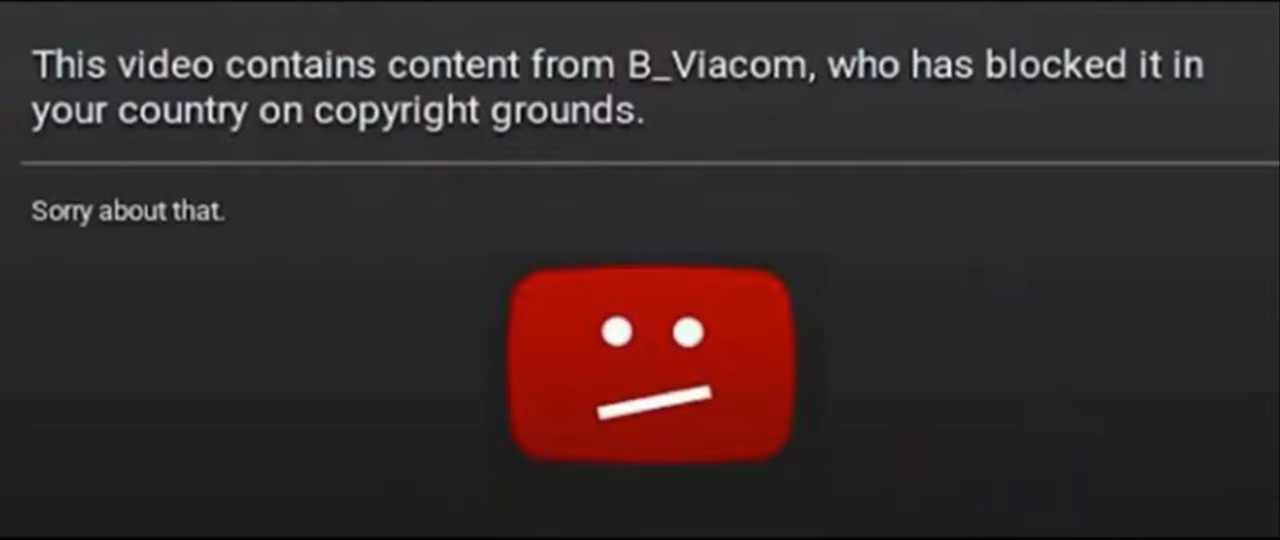 This video contains content from B_Viacom, who has blocked it in
your country on copyright grounds.
Sorry about that.